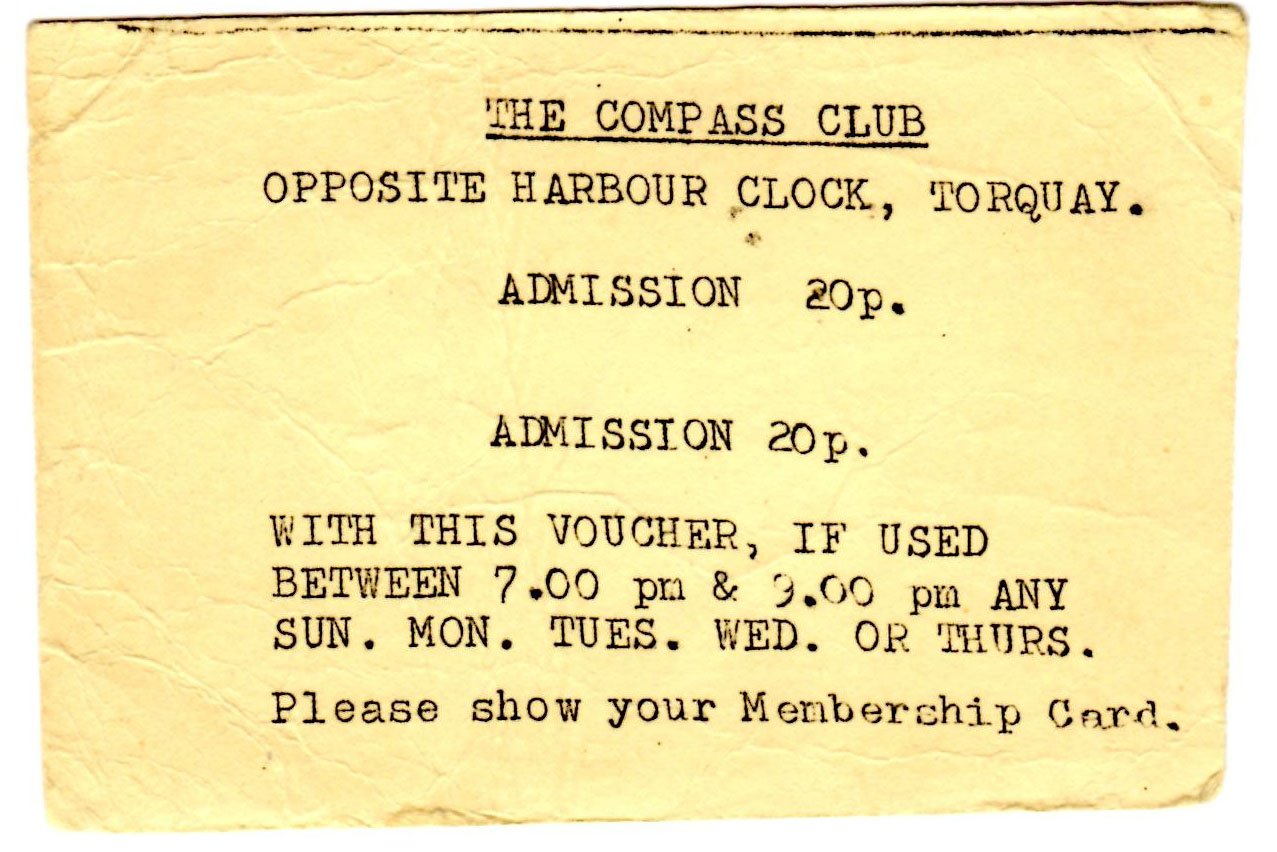 THE COMPASS CLUB
OPPOSITE HARBOUR CLOCK, TORQUAY.
ADMISSION 20p.
ADMISSION 20p.
WITH THIS VOUCHER, IF USED
BETWEEN 7.00 pm & 9.00 pm ANY
SUN. MON. TUES. WED. OR THURS.
Please show your Membership Card.